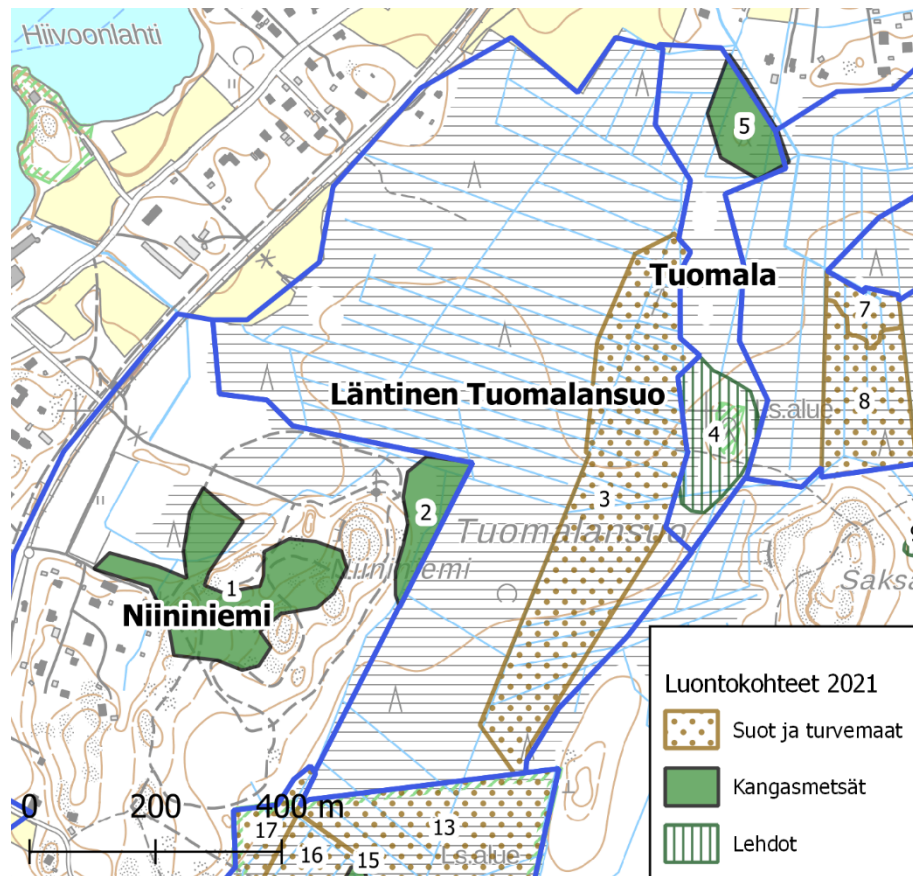 Hiivoonlahti
5
Tuomala
7
Läntinen Tuomalansuo
8
Ls.alue
4
3
2
Tuomalansuo
Niininiemi
1
Niininiemi
Luontokohteet 2021
Suot ja turvemaat
Kangasmetsät
Lehdot
0 200 400 m
17
13
16
15
Ls.alue